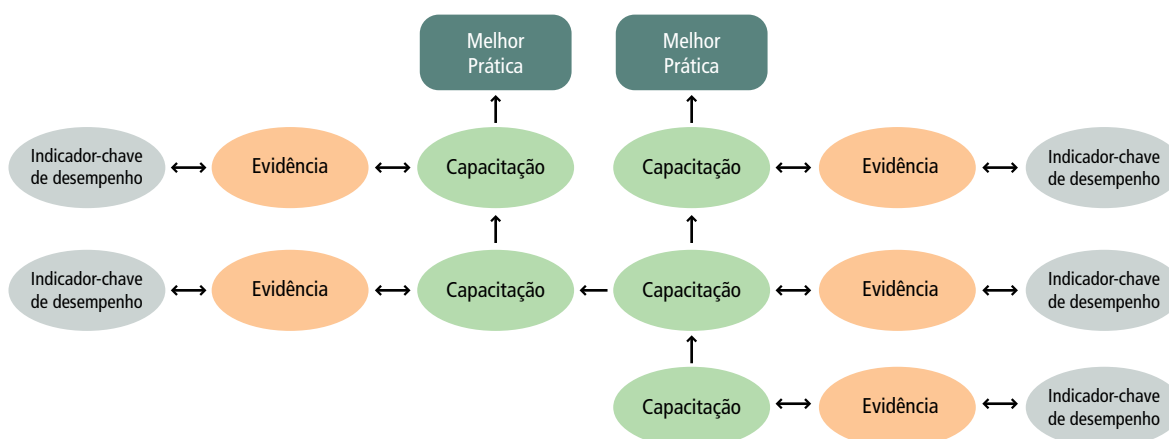 Melhor
Prática
Melhor
Prática
Indicador-chave
de desempenho
Evidência
Capacitação
Capacitação
Evidência
Indicador-chave
de desempenho
Indicador-chave
de desempenho
Evidência
Capacitação
Capacitação
Evidência
Indicador-chave
de desempenho
Capacitação
Evidência
Indicador-chave
de desempenho